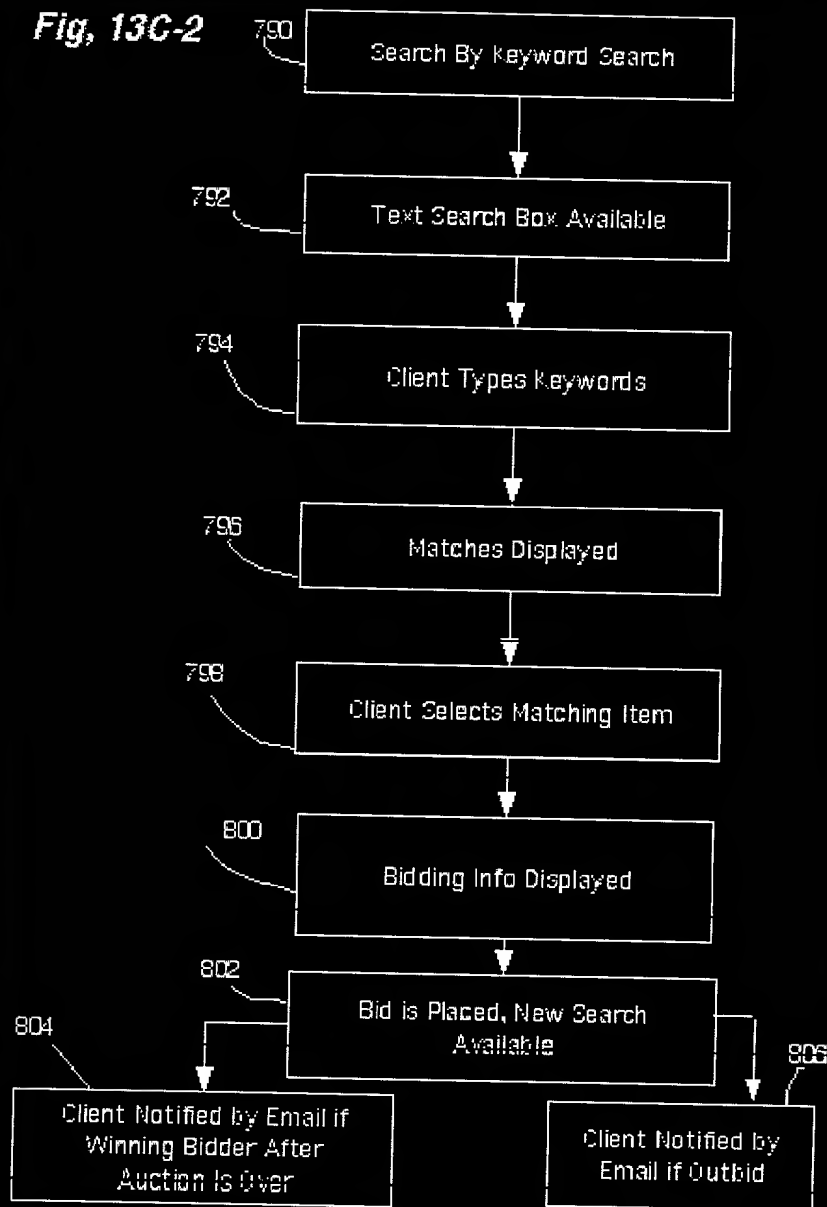 Fig, 13C-2
790
Search By Keyword Search
792
Text Search Box Available
794
Client Types Keywords
796
Matches Displayed
798
Client Selects Matching Item
800
Bidding Info Displayed
802
Bid is Placed, New Search
Available
804
Client Notified by Email if
Winning Bidder After
Auction Is Over
806
Client Notified by
Email if Outbid